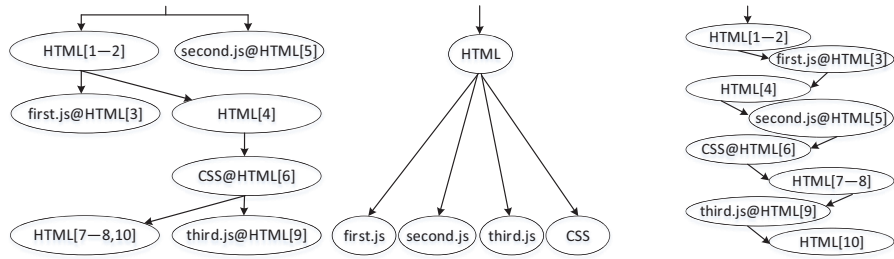 HTML[1—2]
second.js@HTML[5]
first.js@HTML[3]
HTML[4]
CSS@HTML[6]
HTML[7—8,10]
third.js@HTML[9]
HTML
first.js
second.js
third.js
CSS
HTML[1—2]
first.js@HTML[3]
HTML[4]
second.js@HTML[5]
CSS@HTML[6]
HTML[7—8]
third.js@HTML[9]
HTML[10]